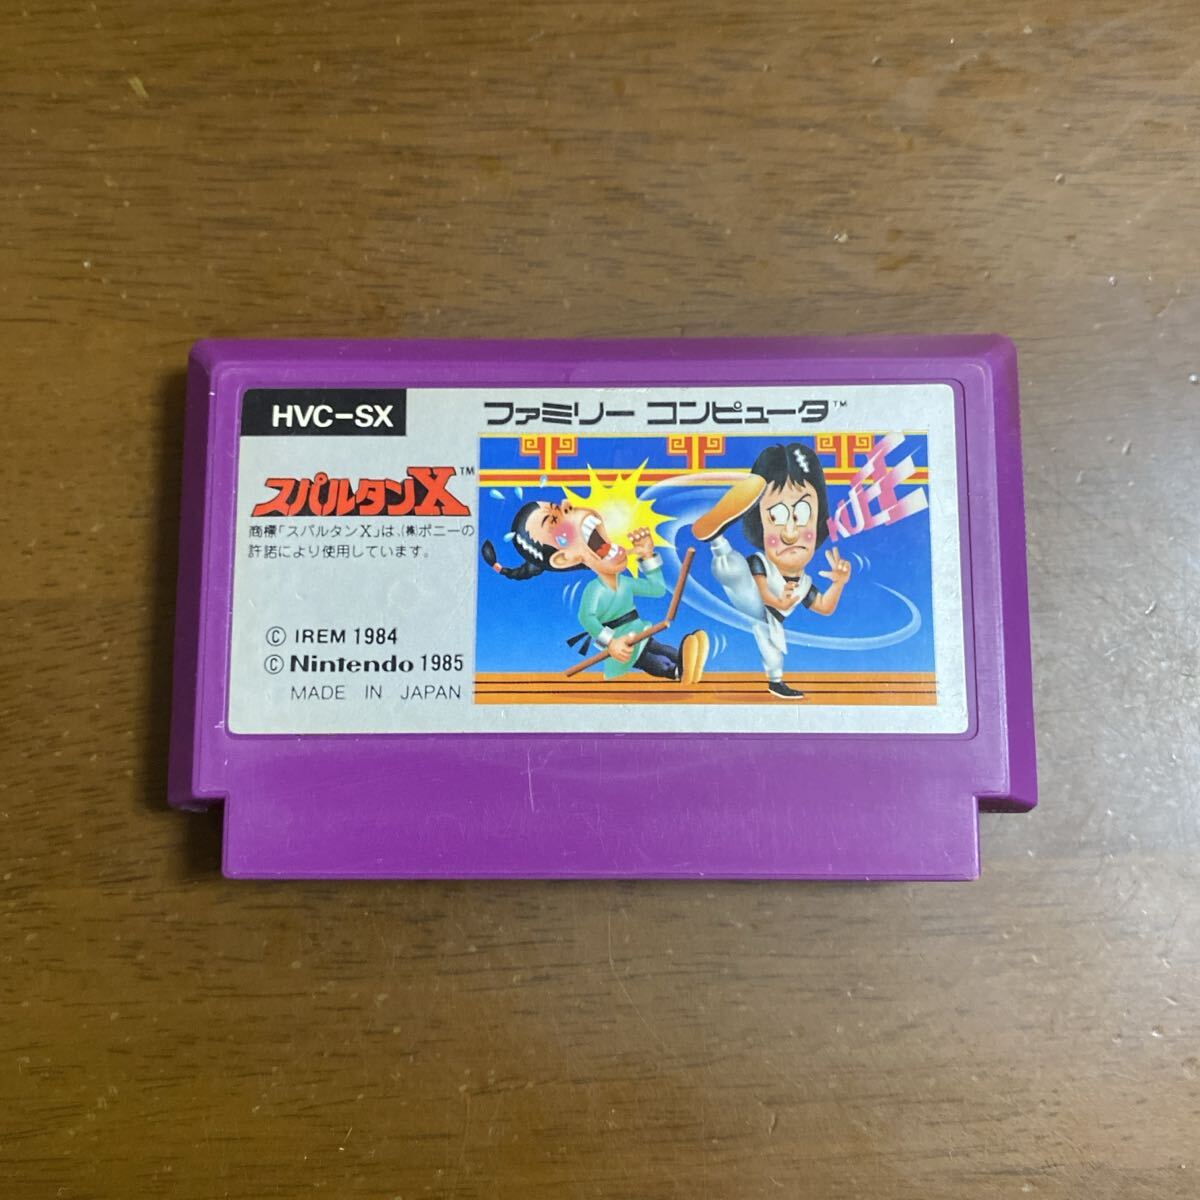 HVC-SX
ファミリー コンピュータ™
スパルタンX™
商標「スパルタンX」は、(株)ポニーの
許諾により使用しています。
© IREM 1984
© Nintendo 1985
MADE IN JAPAN